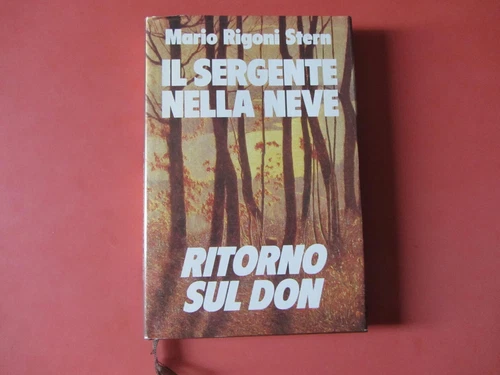 Mario Rigoni Stern
IL SERGENTE
NELLA NEVE
RITORNO
SUL DON